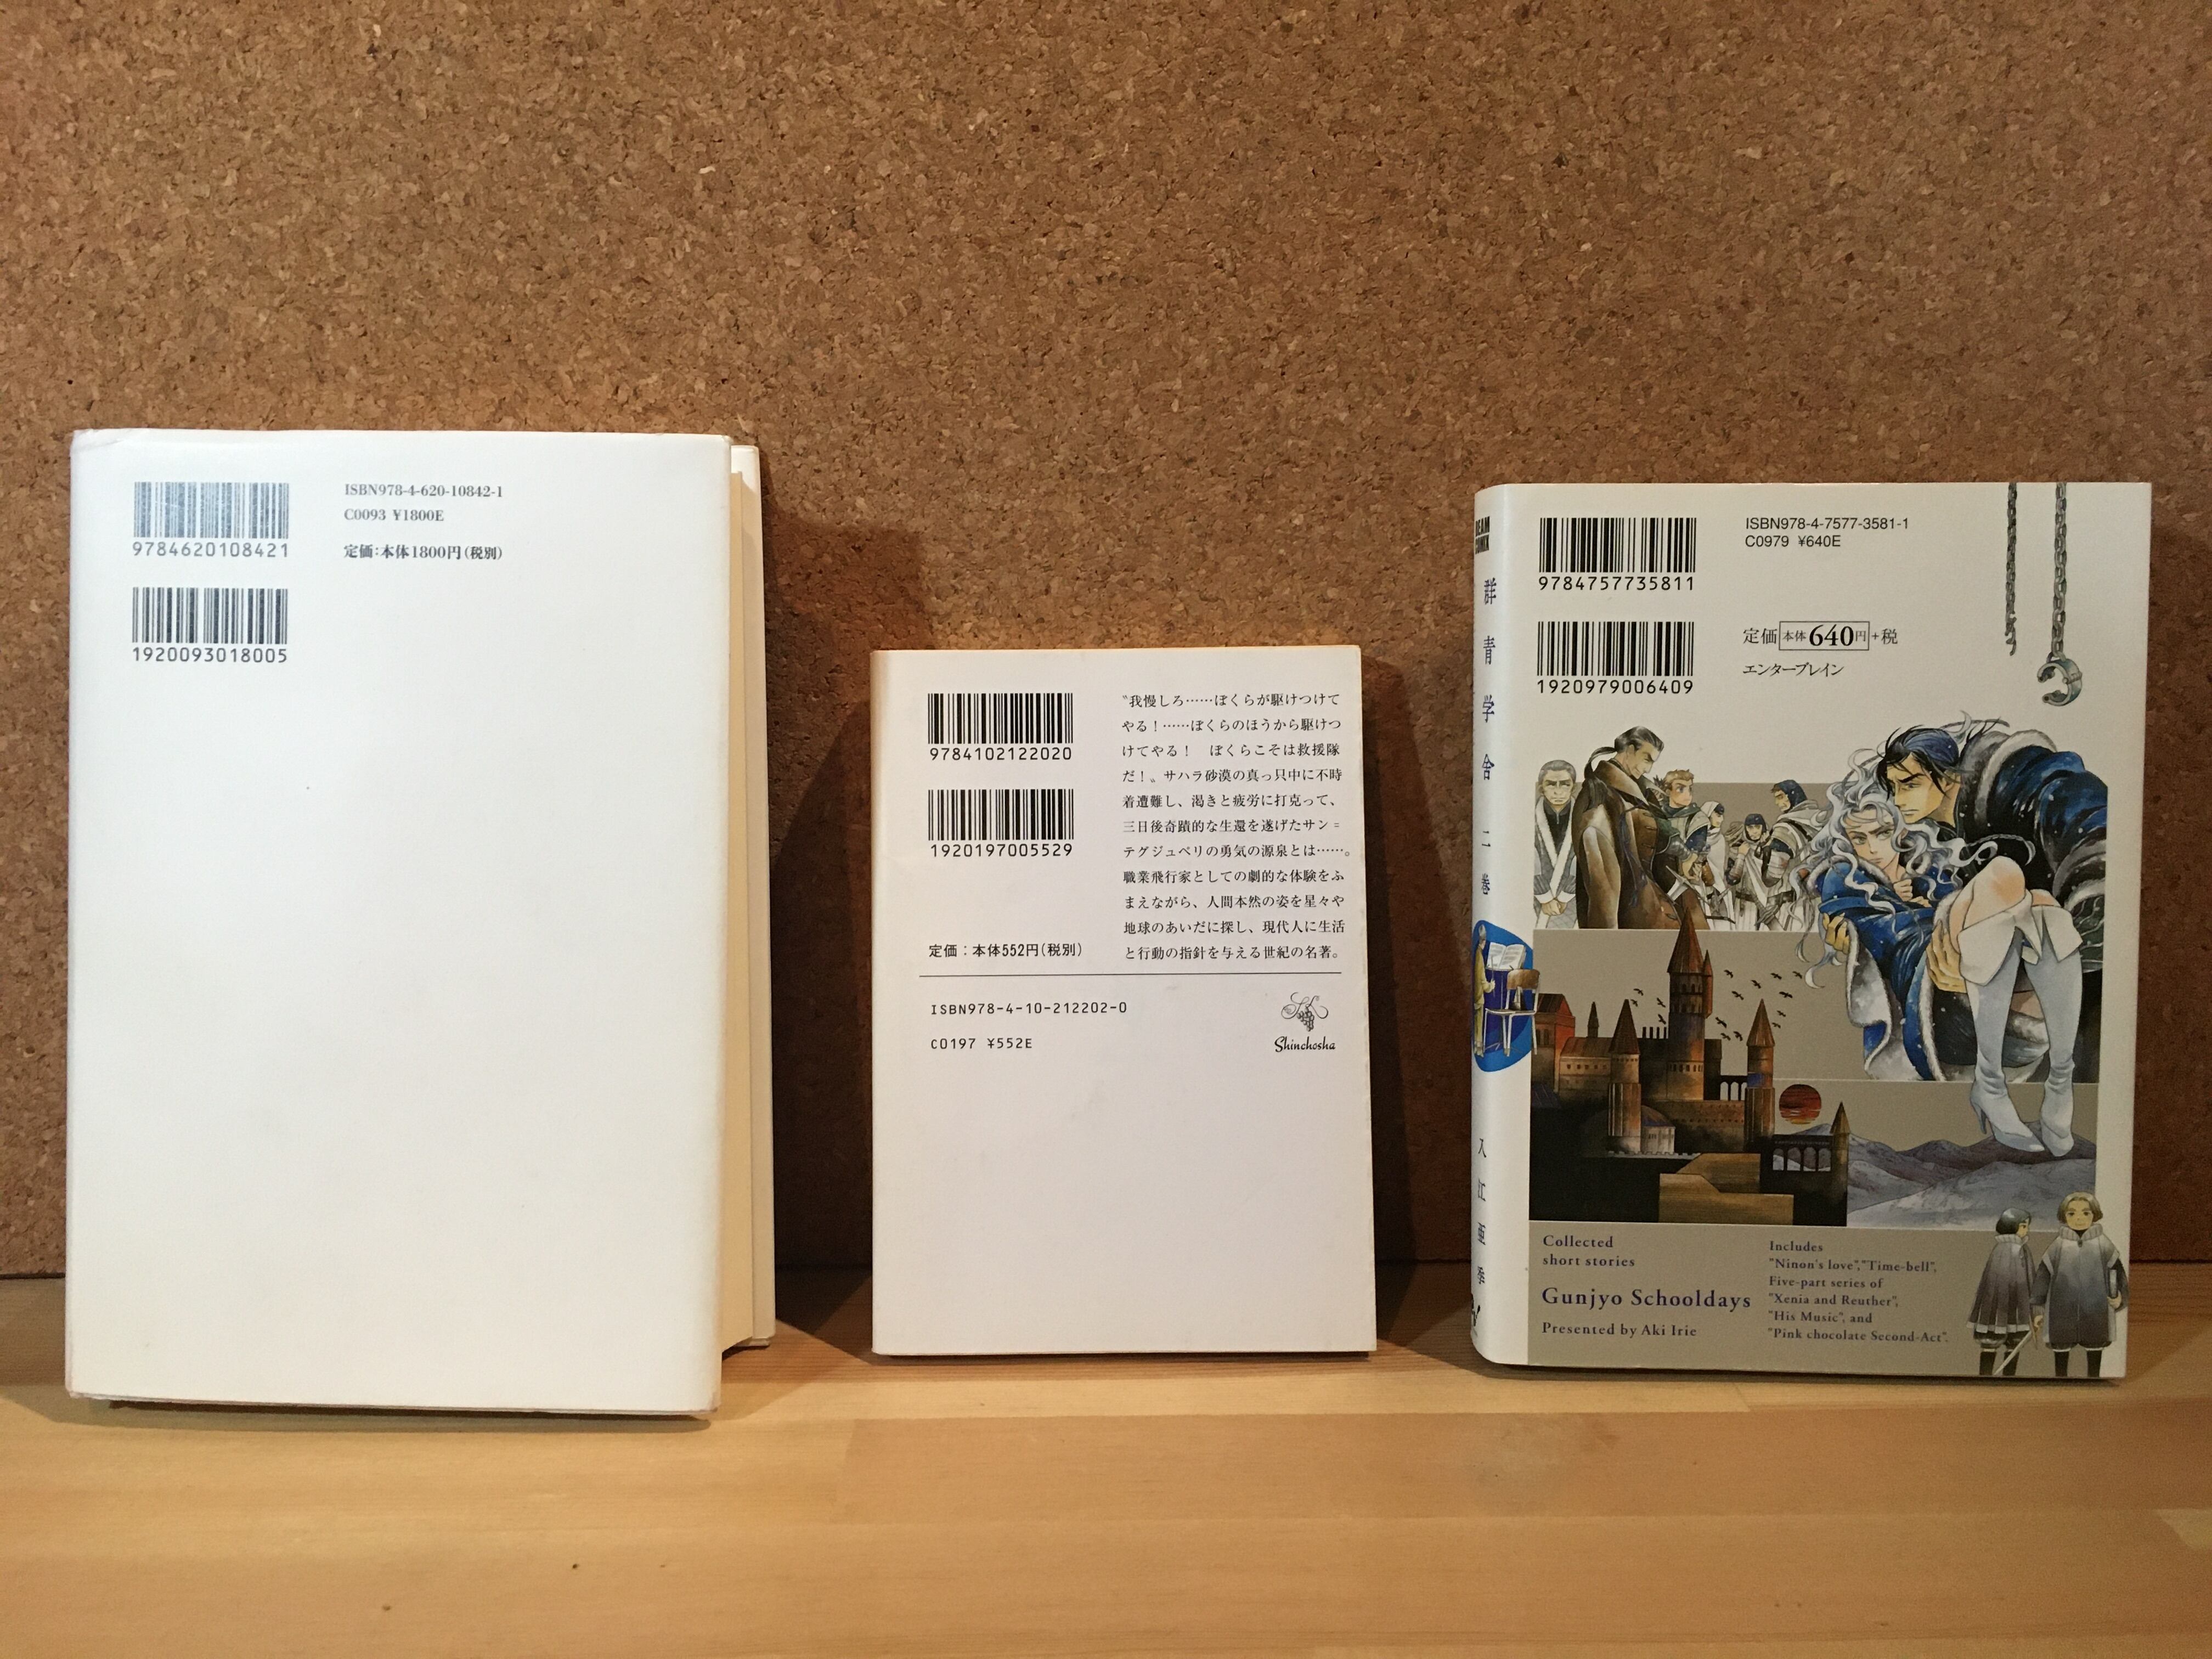 ISBN978-4-620-10842-1
C0093 ¥1800E
9784620108421
定価:本体1800円(税別)
1920093018005
9784102122020
1920197005529
定価:本体552円(税別)
〝我慢しろ……ぼくらが駆けつけて
やる！……ぼくらのほうから駆けつ
けてやる！　ぼくらこそは救援隊
だ！〟サハラ砂漠の真っ只中に不時
着遭難し、渇きと疲労に打克って、
三日後奇蹟的な生還を遂げたサン＝
テグジュペリの勇気の源泉とは……。
職業飛行家としての劇的な体験をふ
まえながら、人間本然の姿を星々や
地球のあいだに探し、現代人に生活
と行動の指針を与える世紀の名著。
ISBN978-4-10-212202-0
C0197 ¥552E
Shinchosha
群青学舎 二巻
入江亜季
ISBN978-4-7577-3581-1
C0979 ¥640E
9784757735811
定価 本体640円+税
エンターブレイン
1920979006409
Collected
short stories
Gunjyo Schooldays
Presented by Aki Irie
Includes
"Ninon's love","Time-bell",
Five-part series of
"Xenia and Reuther",
"His Music", and
"Pink chocolate Second-Act".